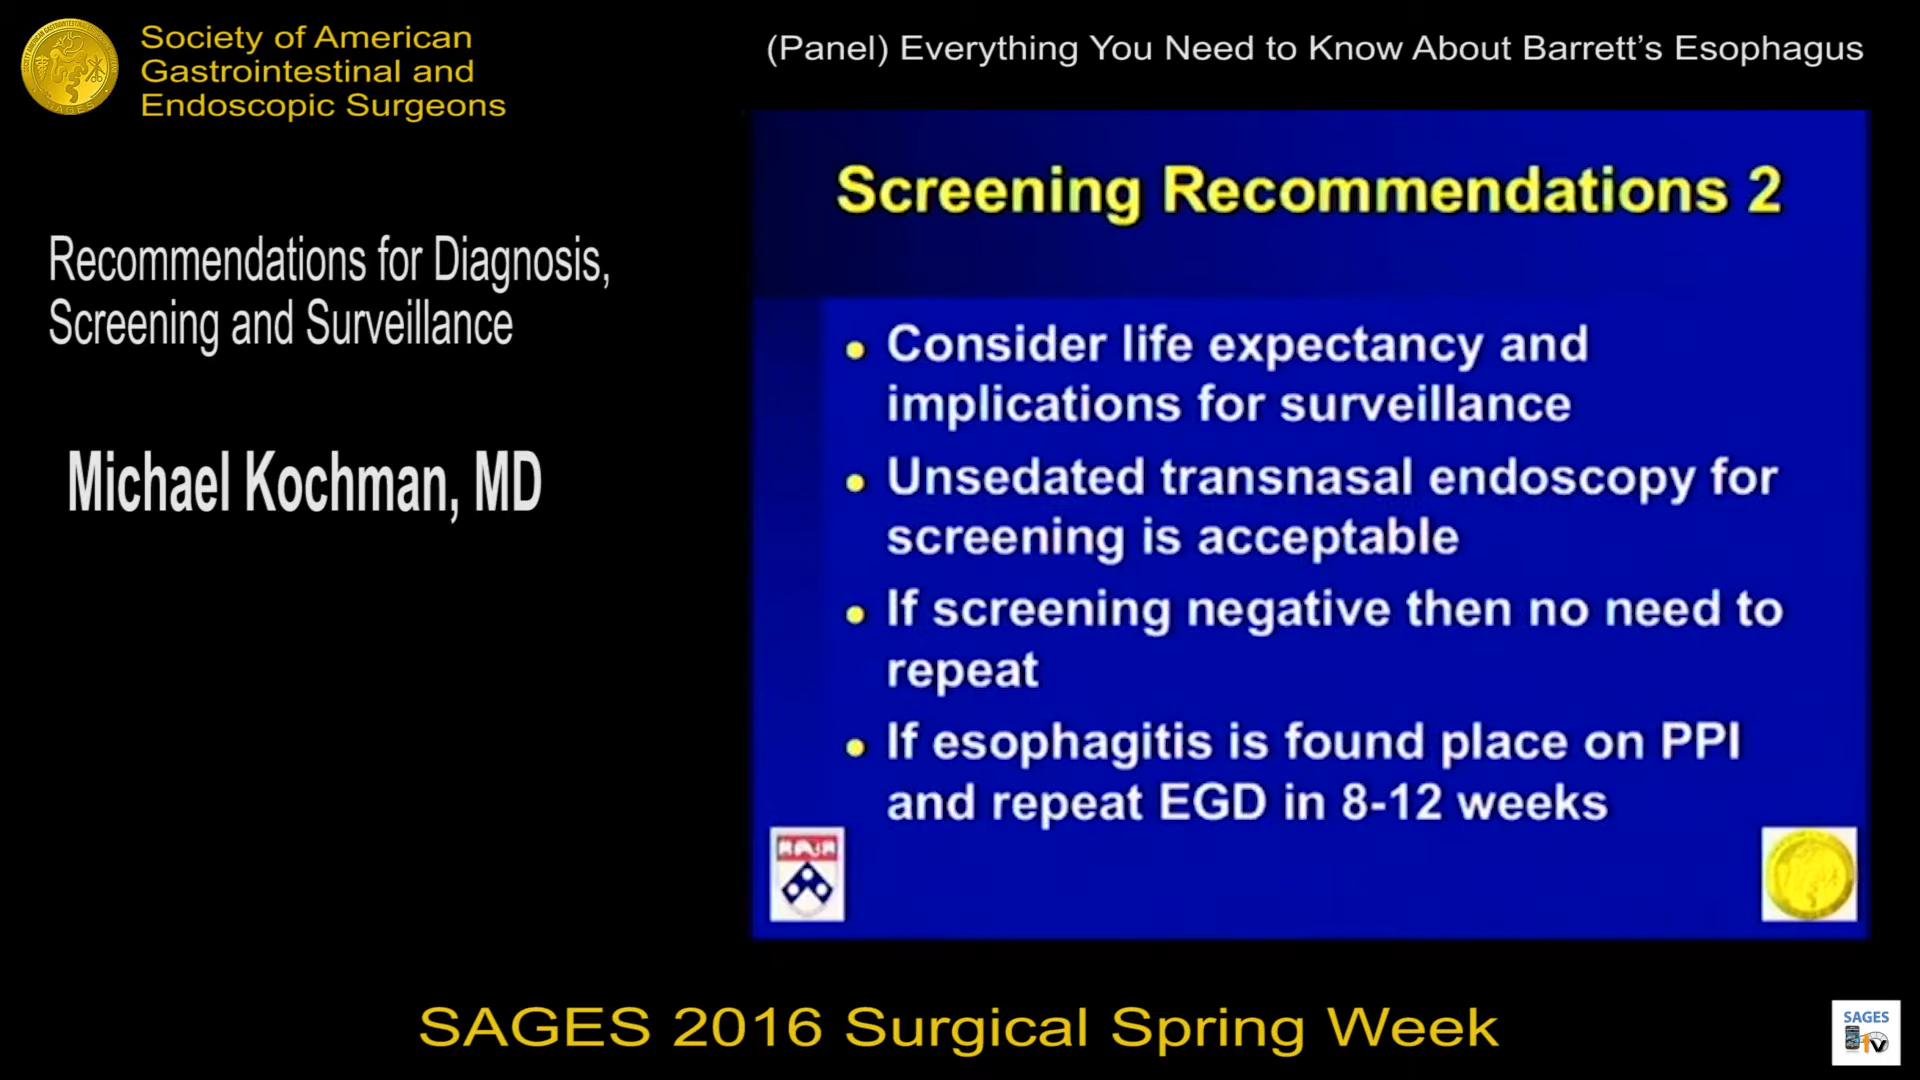 Society of American
Gastrointestinal and
Endoscopic Surgeons
(Panel) Everything You Need to Know About Barrett's Esophagus
Recommendations for Diagnosis,
Screening and Surveillance
Michael Kochman, MD
Screening Recommendations 2
• Consider life expectancy and
implications for surveillance
• Unsedated transnasal endoscopy for
screening is acceptable
• If screening negative then no need to
repeat
• If esophagitis is found place on PPI
and repeat EGD in 8-12 weeks
SAGES 2016 Surgical Spring Week
SAGES
TV